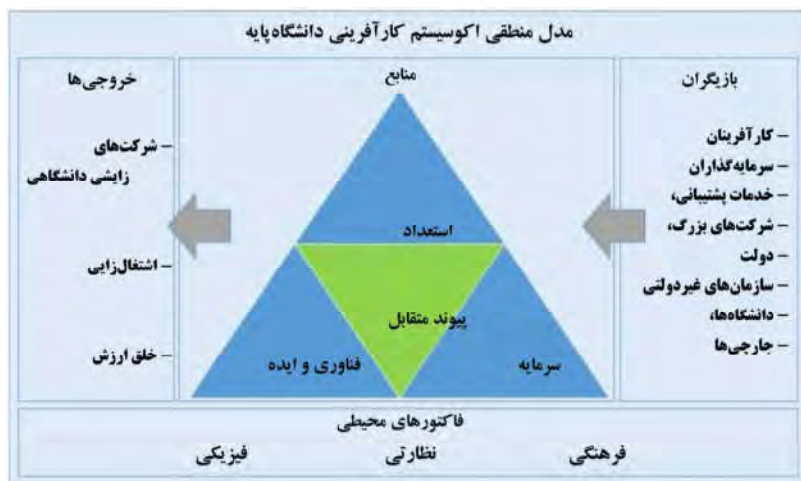 مدل منطقی اکوسیستم کارآفرینی دانشگاه‌پایه
بازیگران
– کارآفرینان
– سرمایه‌گذاران
– خدمات پشتیبانی،
– شرکت‌های بزرگ،
– دولت
– سازمان‌های غیردولتی
– دانشگاه‌ها،
– جارچی‌ها
منابع
استعداد
پیوند متقابل
سرمایه
فناوری و ایده
خروجی‌ها
– شرکت‌های
زایشی دانشگاهی
– اشتغال‌زایی
– خلق ارزش
فاکتورهای محیطی
فرهنگی
نظارتی
فیزیکی